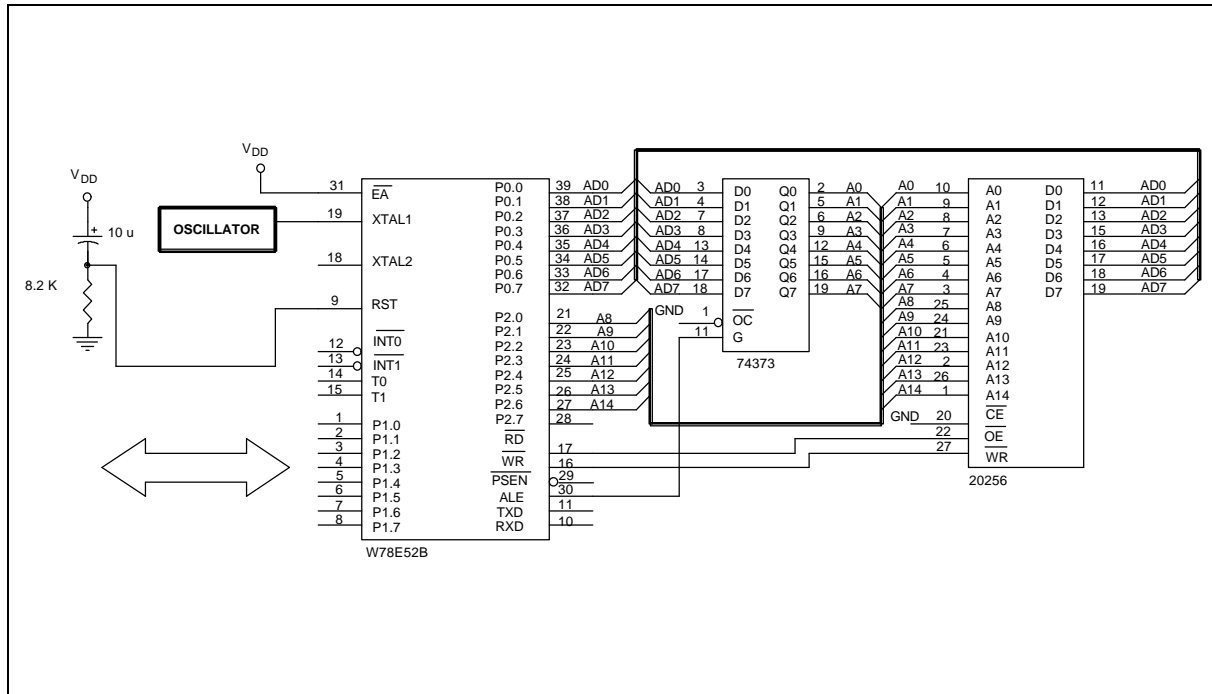 V_DD
V_DD
10 u
8.2 K
OSCILLATOR
31 EA P0.0 39 AD0
19 XTAL1 P0.1 38 AD1
P0.2 37 AD2
P0.3 36 AD3
18 XTAL2 P0.4 35 AD4
P0.5 34 AD5
P0.6 33 AD6
9 RST P0.7 32 AD7
P2.0 21 A8
P2.1 22 A9
12 INT0 P2.2 23 A10
13 INT1 P2.3 24 A11
14 T0 P2.4 25 A12
15 T1 P2.5 26 A13
P2.6 27 A14
1 P1.0 P2.7 28
2 P1.1 RD 17
3 P1.2 WR 16
4 P1.3 PSEN 29
5 P1.4 ALE 30
6 P1.5 TXD 11
7 P1.6 RXD 10
8 P1.7
W78E52B
AD0 3 D0 Q0 2 A0
AD1 4 D1 Q1 5 A1
AD2 7 D2 Q2 6 A2
AD3 8 D3 Q3 9 A3
AD4 13 D4 Q4 12 A4
AD5 14 D5 Q5 15 A5
AD6 17 D6 Q6 16 A6
AD7 18 D7 Q7 19 A7
GND 1 OC
11 G
74373
A0 10 A0 D0 11 AD0
A1 9 A1 D1 12 AD1
A2 8 A2 D2 13 AD2
A3 7 A3 D3 15 AD3
A4 6 A4 D4 16 AD4
A5 5 A5 D5 17 AD5
A6 4 A6 D6 18 AD6
A7 3 A7 D7 19 AD7
A8 25 A8
A9 24 A9
A10 21 A10
A11 23 A11
A12 2 A12
A13 26 A13
A14 1 A14
GND 20 CE
22 OE
27 WR
20256